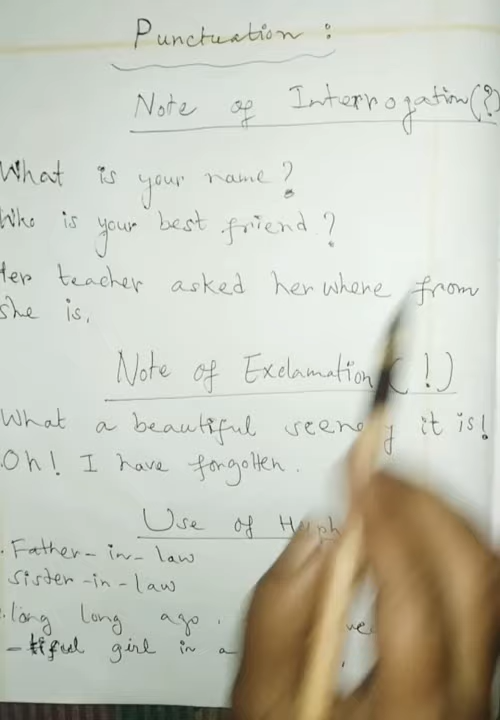 Punctuation :
Note of Interrogation (?)
What is your name ?
Who is your best friend ?
Her teacher asked her where from
she is.
Note of Exclamation ( ! )
What a beautiful scenery it is !
Oh! I have forgotten.
Use of Hyph
Father-in-law
Sister-in-law
long long ago .
-tiful girl in a